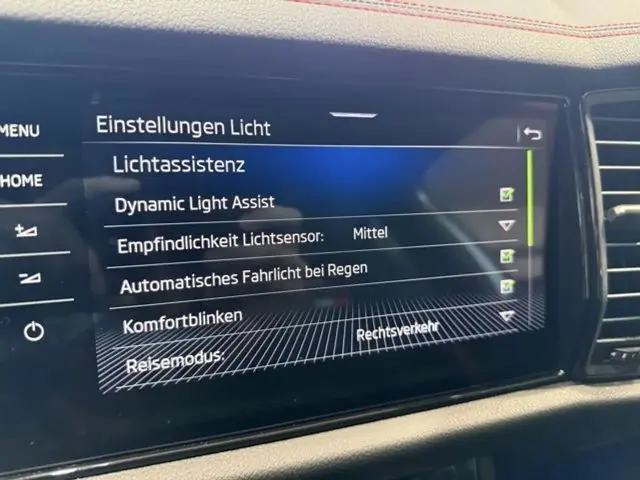 MENU
HOME
Einstellungen Licht
Lichtassistenz
Dynamic Light Assist
Empfindlichkeit Lichtsensor: Mittel
Automatisches Fahrlicht bei Regen
Komfortblinken
Reisemodus: Rechtsverkehr